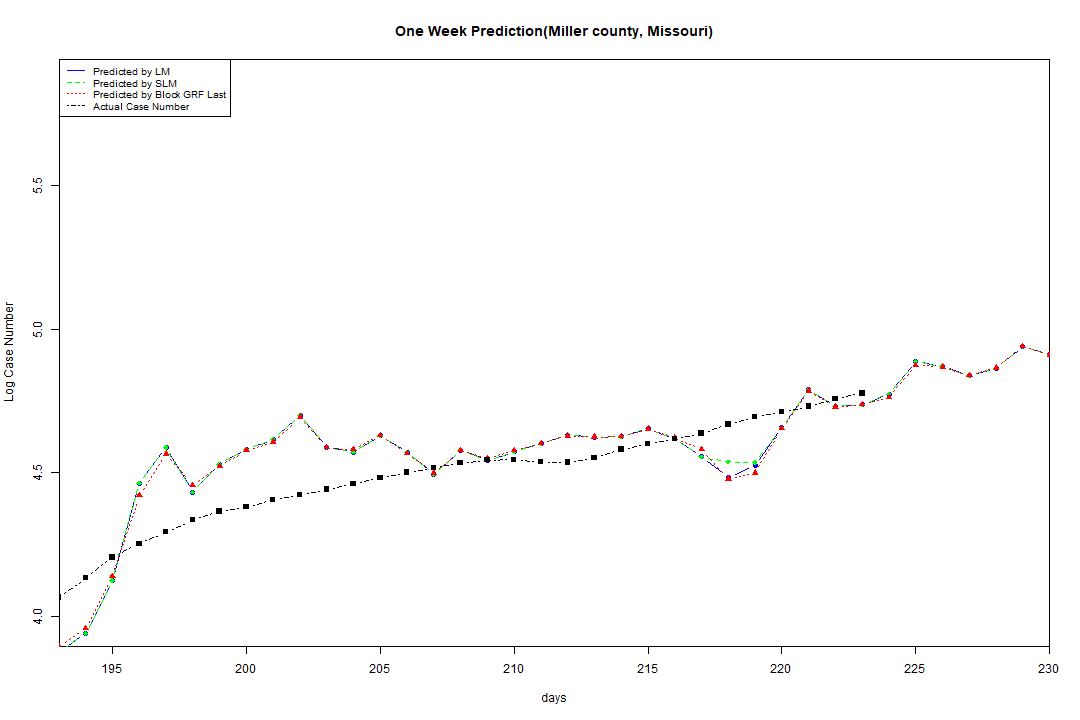 One Week Prediction(Miller county, Missouri)
Predicted by LM
Predicted by SLM
Predicted by Block GRF Last
Actual Case Number
Log Case Number
5.5
5.0
4.5
4.0
195 200 205 210 215 220 225 230
days